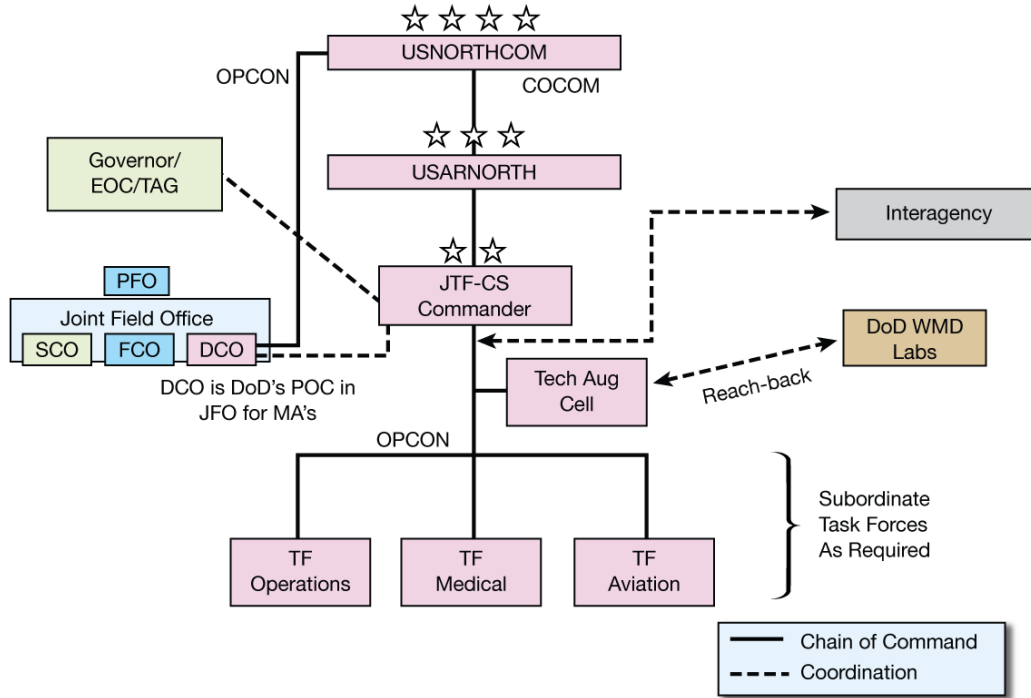 USNORTHCOM
OPCON
COCOM
Governor/
EOC/TAG
USARNORTH
Interagency
PFO
JTF-CS
Commander
Joint Field Office
SCO
FCO
DCO
DoD WMD
Labs
DCO is DoD's POC in
JFO for MA's
Tech Aug
Cell
Reach-back
OPCON
Subordinate
Task Forces
As Required
TF
Operations
TF
Medical
TF
Aviation
Chain of Command
Coordination